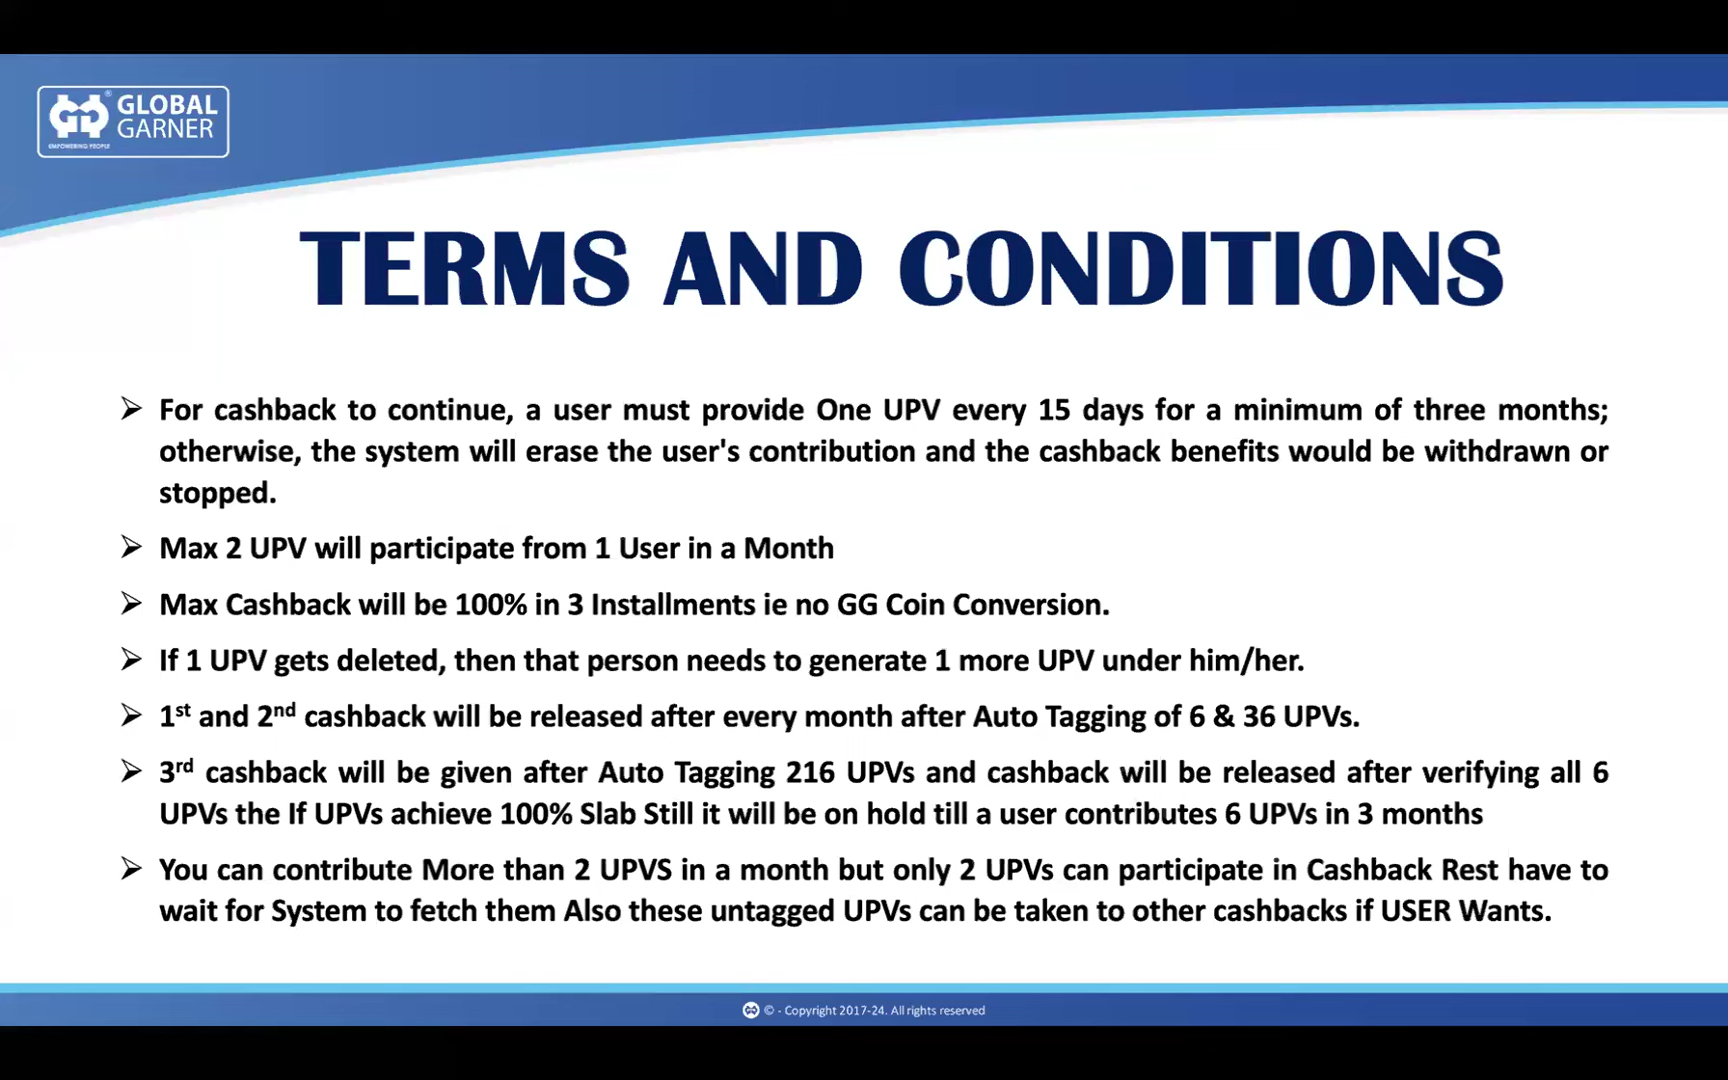 GLOBAL
GARNER
EMPOWERING PEOPLE
TERMS AND CONDITIONS
For cashback to continue, a user must provide One UPV every 15 days for a minimum of three months;
otherwise, the system will erase the user's contribution and the cashback benefits would be withdrawn or
stopped.
Max 2 UPV will participate from 1 User in a Month
Max Cashback will be 100% in 3 Installments ie no GG Coin Conversion.
If 1 UPV gets deleted, then that person needs to generate 1 more UPV under him/her.
1st and 2nd cashback will be released after every month after Auto Tagging of 6 & 36 UPVs.
3rd cashback will be given after Auto Tagging 216 UPVs and cashback will be released after verifying all 6
UPVs the If UPVs achieve 100% Slab Still it will be on hold till a user contributes 6 UPVs in 3 months
You can contribute More than 2 UPVS in a month but only 2 UPVs can participate in Cashback Rest have to
wait for System to fetch them Also these untagged UPVs can be taken to other cashbacks if USER Wants.
© - Copyright 2017-24. All rights reserved